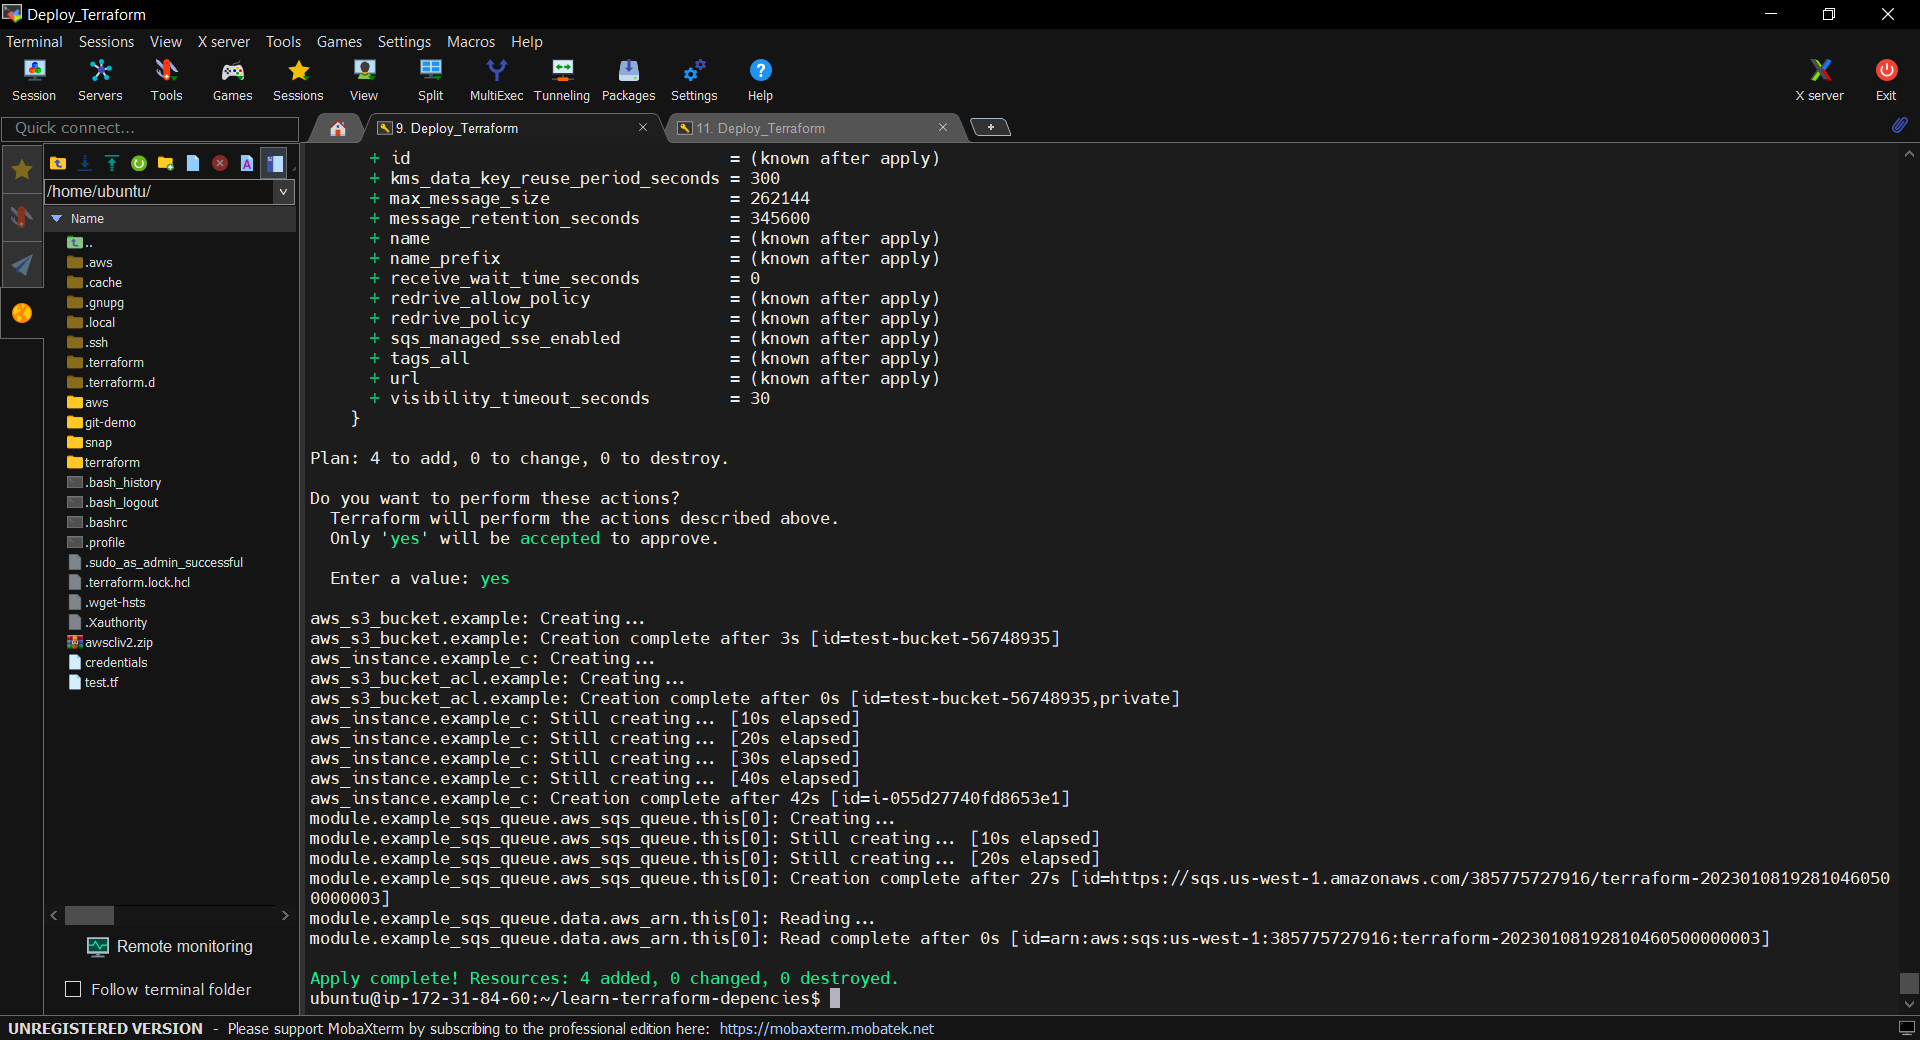 Deploy_Terraform
Terminal Sessions View X server Tools Games Settings Macros Help
Session Servers Tools Games Sessions View Split MultiExec Tunneling Packages Settings Help X server Exit
Quick connect...
9. Deploy_Terraform
11. Deploy_Terraform
/home/ubuntu/
Name
..
.aws
.cache
.gnupg
.local
.ssh
.terraform
.terraform.d
aws
git-demo
snap
terraform
.bash_history
.bash_logout
.bashrc
.profile
.sudo_as_admin_successful
.terraform.lock.hcl
.wget-hsts
.Xauthority
awscliv2.zip
credentials
test.tf
Remote monitoring
Follow terminal folder
+ id = (known after apply)
+ kms_data_key_reuse_period_seconds = 300
+ max_message_size = 262144
+ message_retention_seconds = 345600
+ name = (known after apply)
+ name_prefix = (known after apply)
+ receive_wait_time_seconds = 0
+ redrive_allow_policy = (known after apply)
+ redrive_policy = (known after apply)
+ sqs_managed_sse_enabled = (known after apply)
+ tags_all = (known after apply)
+ url = (known after apply)
+ visibility_timeout_seconds = 30
}
Plan: 4 to add, 0 to change, 0 to destroy.
Do you want to perform these actions?
Terraform will perform the actions described above.
Only 'yes' will be accepted to approve.
Enter a value: yes
aws_s3_bucket.example: Creating...
aws_s3_bucket.example: Creation complete after 3s [id=test-bucket-56748935]
aws_instance.example_c: Creating...
aws_s3_bucket_acl.example: Creating...
aws_s3_bucket_acl.example: Creation complete after 0s [id=test-bucket-56748935,private]
aws_instance.example_c: Still creating... [10s elapsed]
aws_instance.example_c: Still creating... [20s elapsed]
aws_instance.example_c: Still creating... [30s elapsed]
aws_instance.example_c: Still creating... [40s elapsed]
aws_instance.example_c: Creation complete after 42s [id=i-055d27740fd8653e1]
module.example_sqs_queue.aws_sqs_queue.this[0]: Creating...
module.example_sqs_queue.aws_sqs_queue.this[0]: Still creating... [10s elapsed]
module.example_sqs_queue.aws_sqs_queue.this[0]: Still creating... [20s elapsed]
module.example_sqs_queue.aws_sqs_queue.this[0]: Creation complete after 27s [id=https://sqs.us-west-1.amazonaws.com/385775727916/terraform-2023010819281046050
0000003]
module.example_sqs_queue.data.aws_arn.this[0]: Reading...
module.example_sqs_queue.data.aws_arn.this[0]: Read complete after 0s [id=arn:aws:sqs:us-west-1:385775727916:terraform-20230108192810460500000003]
Apply complete! Resources: 4 added, 0 changed, 0 destroyed.
ubuntu@ip-172-31-84-60:~/learn-terraform-depencies$
UNREGISTERED VERSION - Please support MobaXterm by subscribing to the professional edition here: https://mobaxterm.mobatek.net